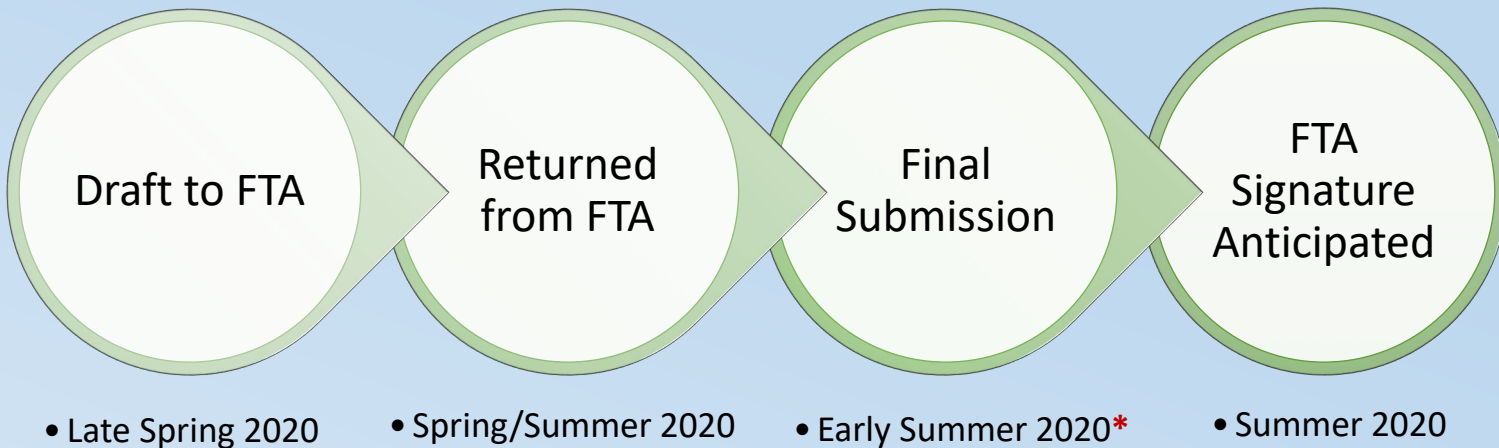 Draft to FTA
Returned
from FTA
Final
Submission
FTA
Signature
Anticipated
• Late Spring 2020
• Spring/Summer 2020
• Early Summer 2020*
• Summer 2020